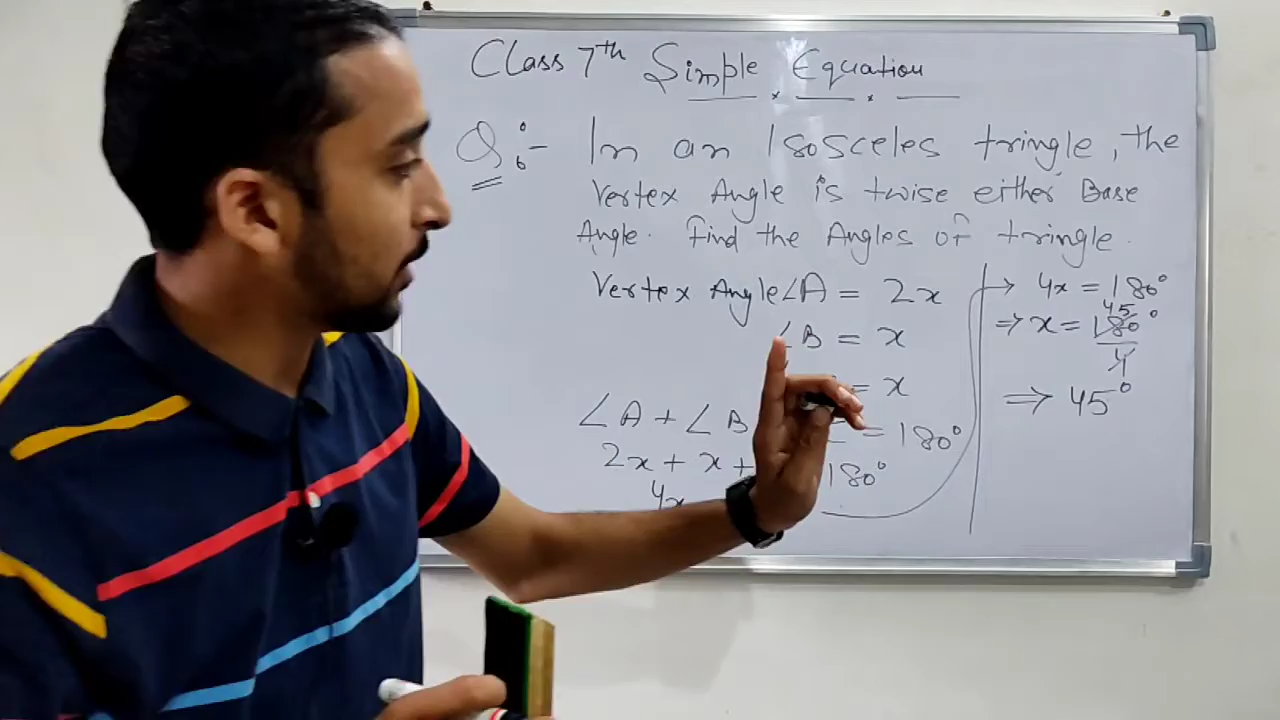 Class 7th Simple Equation
Q:- In an Isosceles tringle, the
Vertex Angle is twise either Base
Angle. Find the Angles of tringle.
Vertex Angle ∠A = 2x
∠B = x
= x
∠A + ∠B = 180°
2x + x + 180°
4x
→ 4x = 180°
45
⇒ x = 180°
4
⇒ 45°